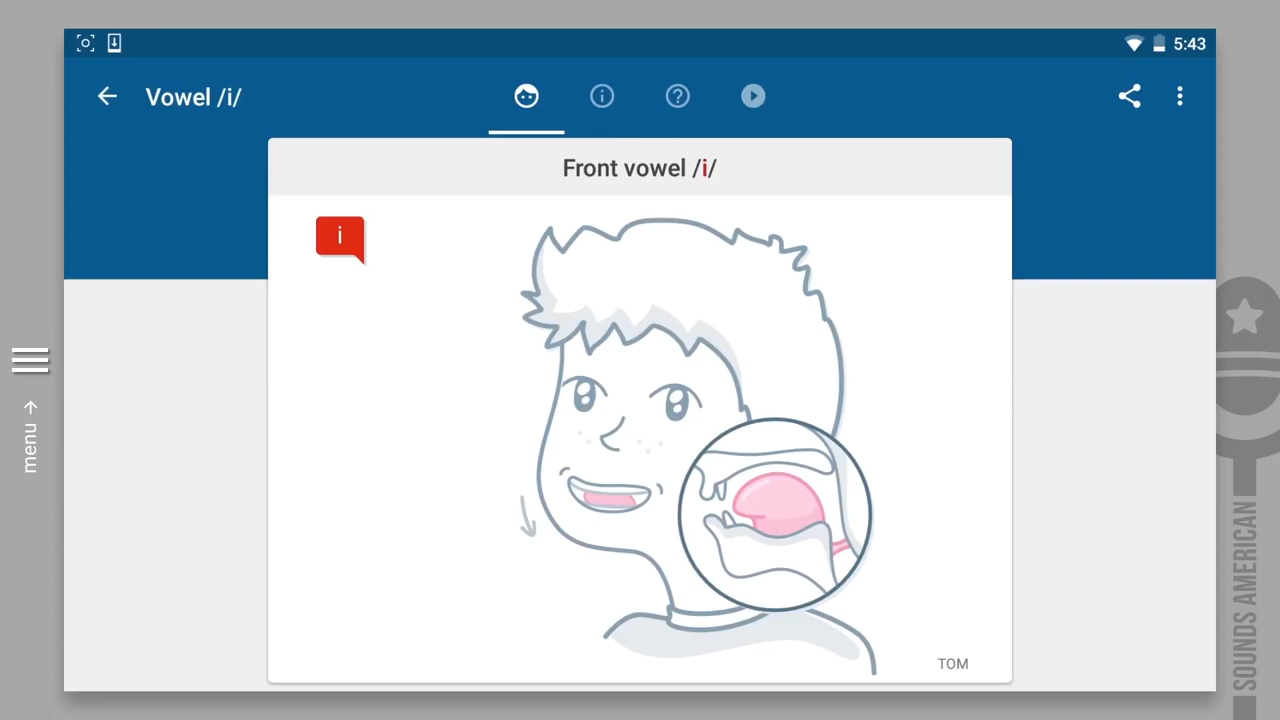 5:43
Vowel /i/
Front vowel /i/
i
menu
TOM
SOUNDS AMERICAN